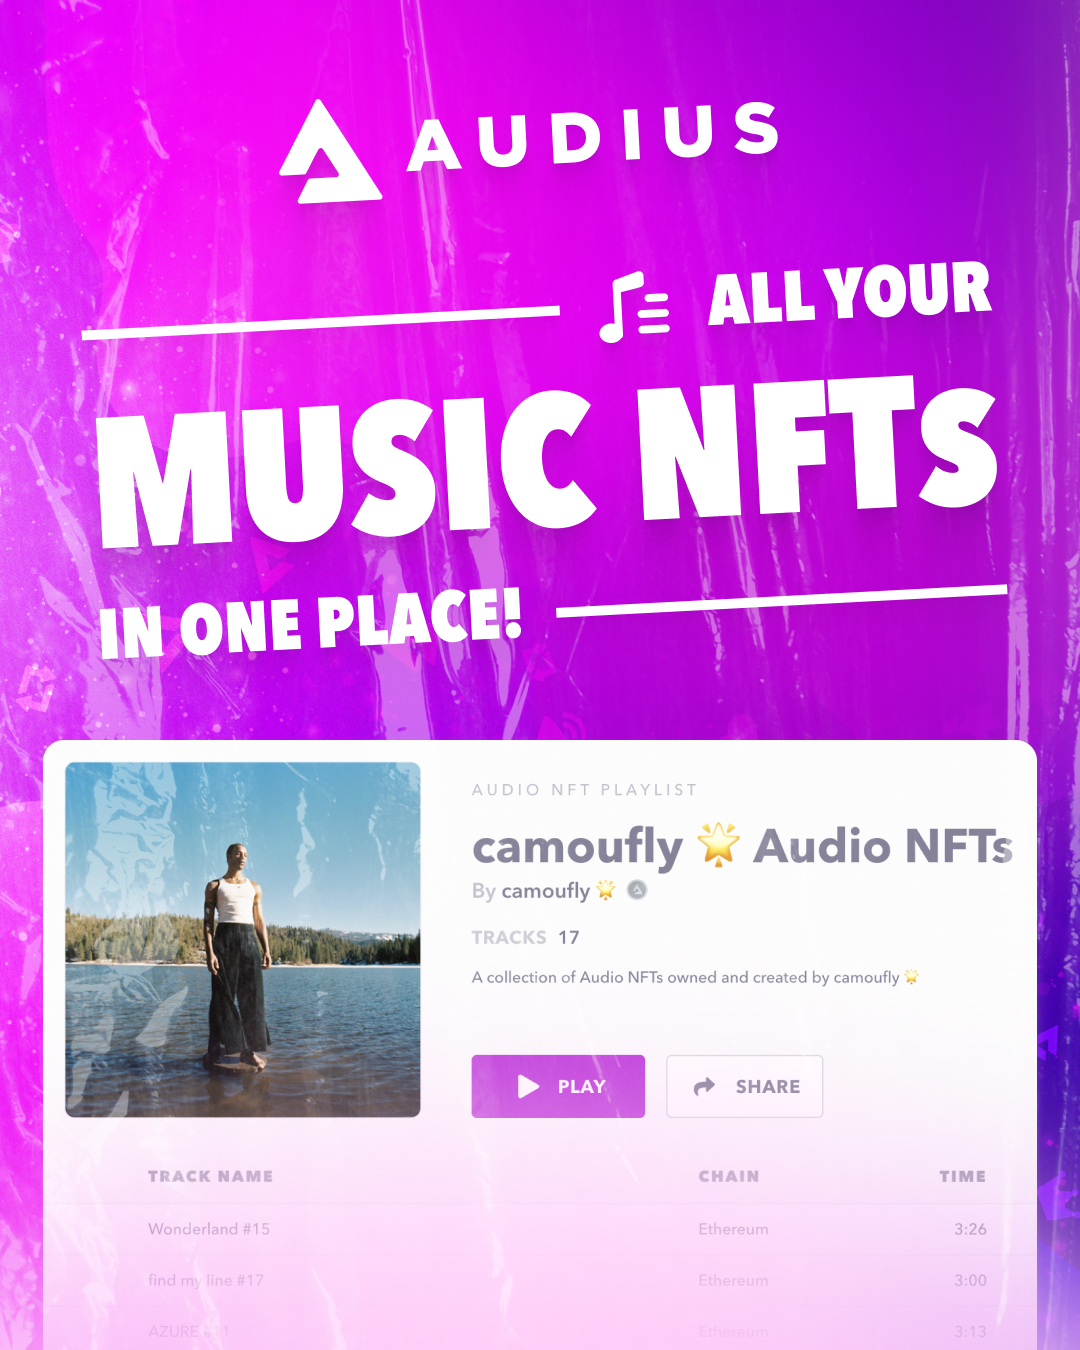 AUDIUS
ALL YOUR
MUSIC NFTS
IN ONE PLACE!
AUDIO NFT PLAYLIST
camoufly 🌟 Audio NFTs
By camoufly 🌟
TRACKS 17
A collection of Audio NFTs owned and created by camoufly 🌟
PLAY SHARE
TRACK NAME CHAIN TIME
Wonderland #15 Ethereum 3:26
find my line #17 Ethereum 3:00
AZURE #11 Ethereum 3:13